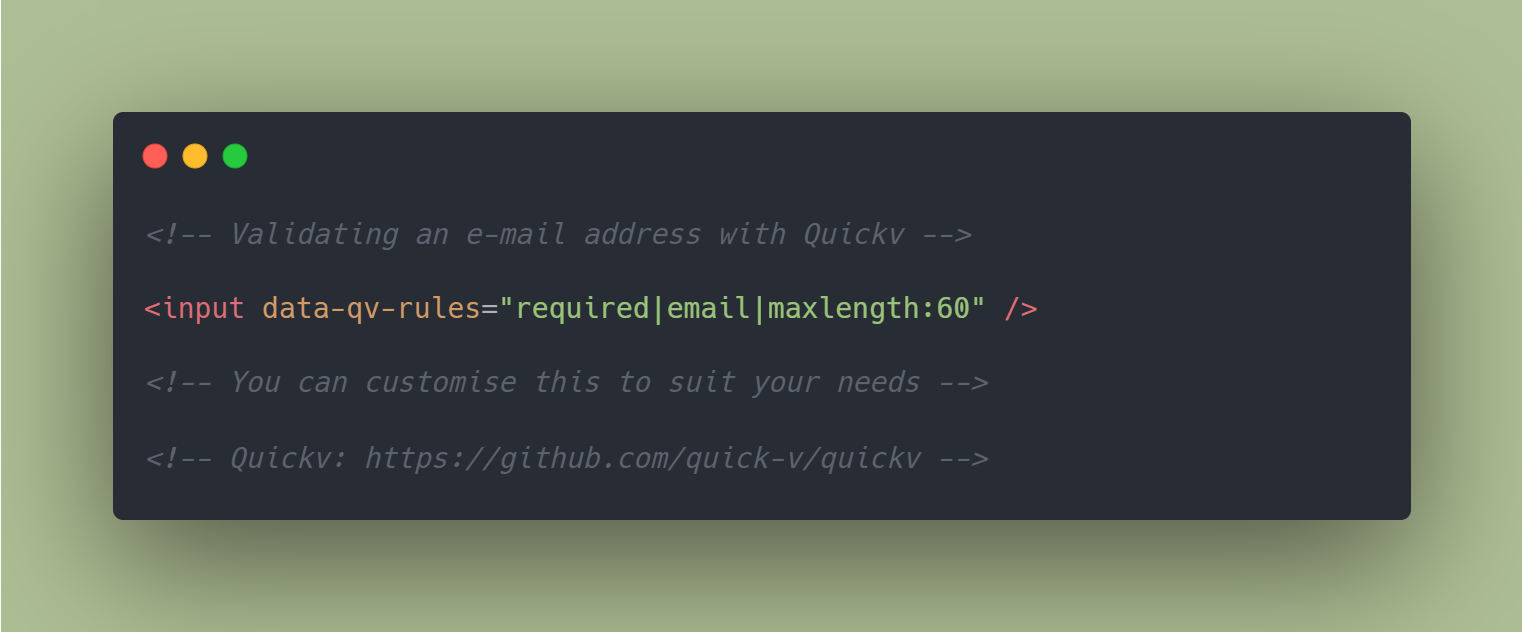 <!-- Validating an e-mail address with Quickv -->
<input data-qv-rules="required|email|maxlength:60" />
<!-- You can customise this to suit your needs -->
<!-- Quickv: https://github.com/quick-v/quickv -->